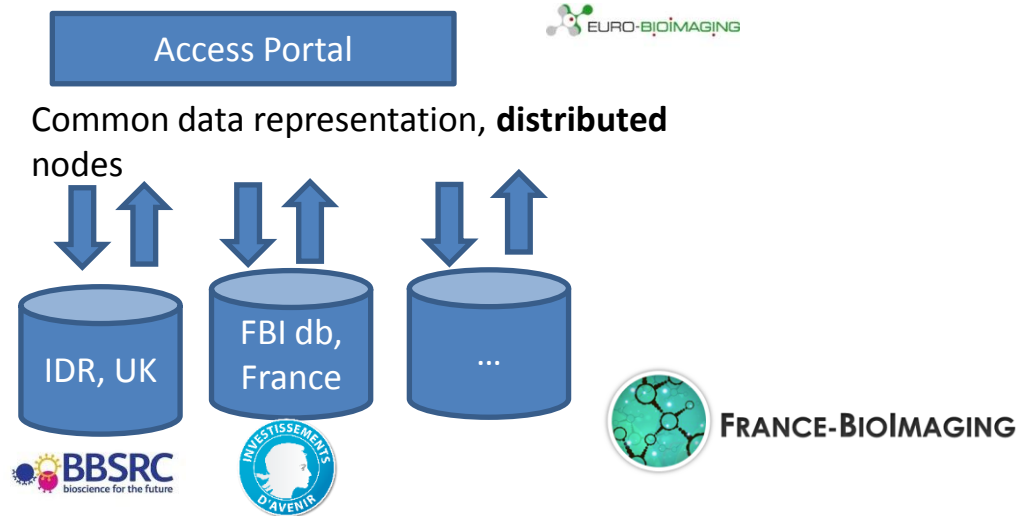 EURO-BIOIMAGING
Access Portal
Common data representation, distributed
nodes
IDR, UK
FBI db,
France
...
BBSRC
bioscience for the future
INVESTISSEMENTS
D'AVENIR
FRANCE-BIOIMAGING